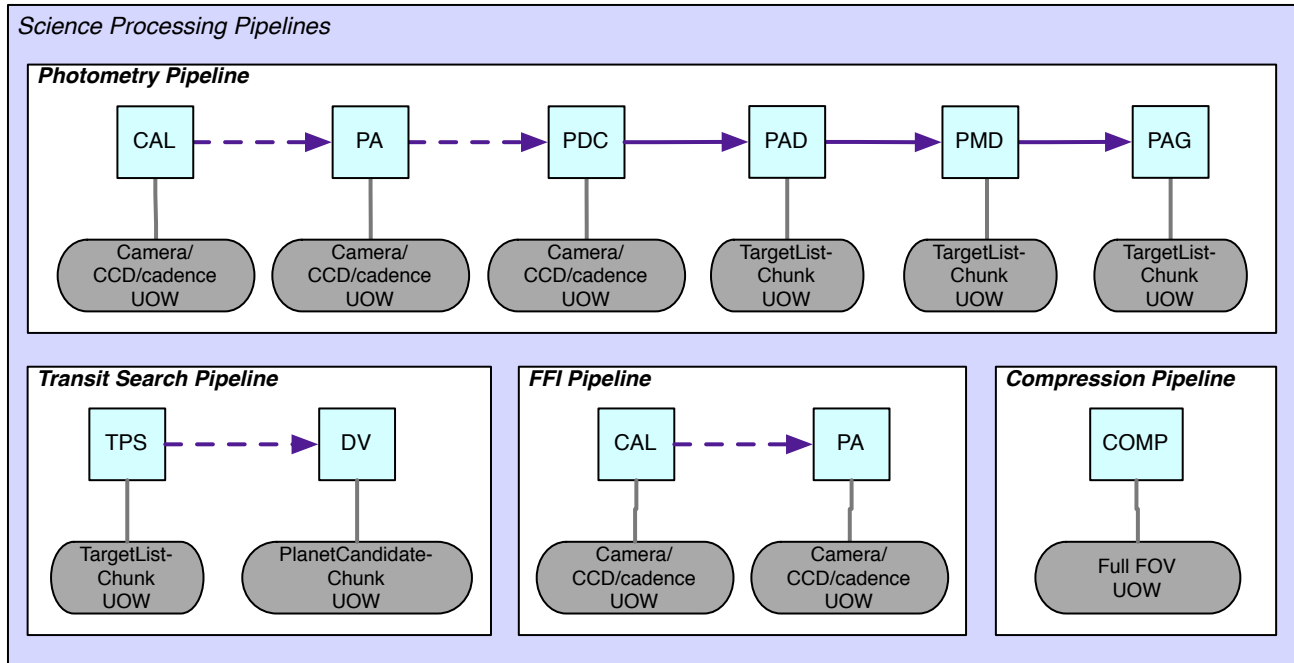 Science Processing Pipelines
Photometry Pipeline
CAL
PA
PDC
PAD
PMD
PAG
Camera/
CCD/cadence
UOW
Camera/
CCD/cadence
UOW
Camera/
CCD/cadence
UOW
TargetList-
Chunk
UOW
TargetList-
Chunk
UOW
TargetList-
Chunk
UOW
Transit Search Pipeline
TPS
DV
TargetList-
Chunk
UOW
PlanetCandidate-
Chunk
UOW
FFI Pipeline
CAL
PA
Camera/
CCD/cadence
UOW
Camera/
CCD/cadence
UOW
Compression Pipeline
COMP
Full FOV
UOW